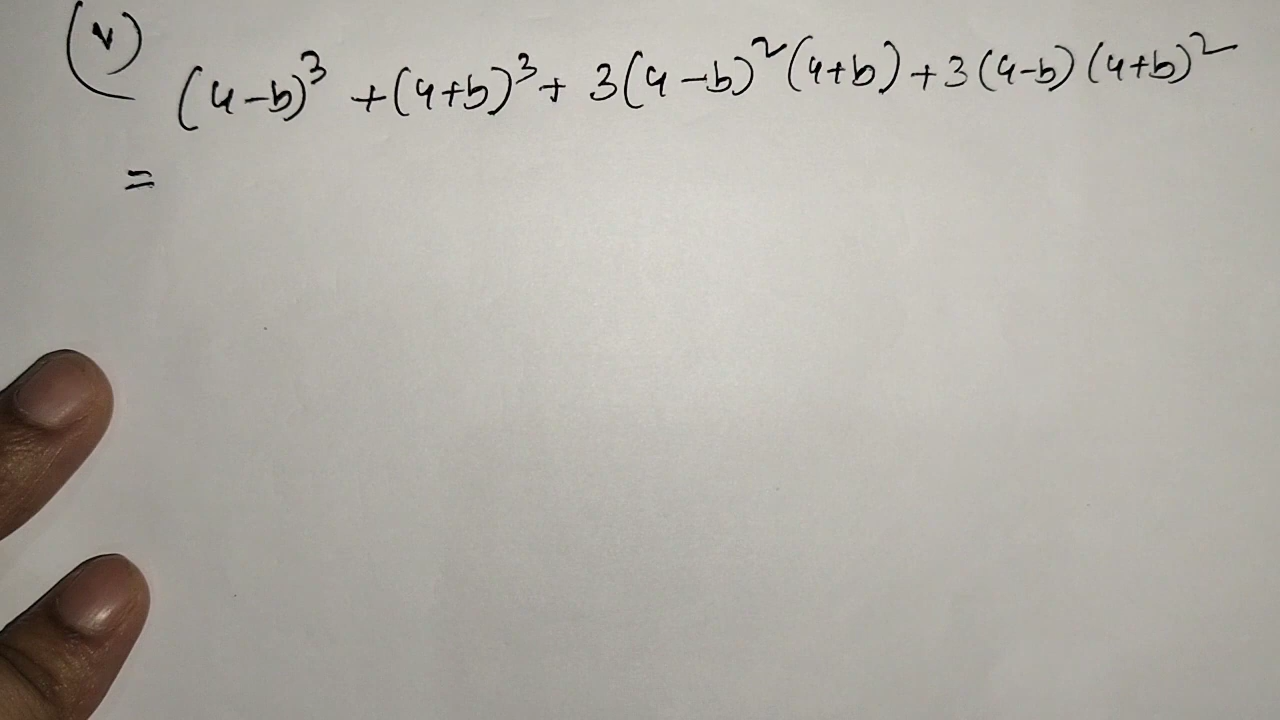 (v)
(4-b)³ + (4+b)³ + 3(4-b)²(4+b) + 3(4-b)(4+b)²
=